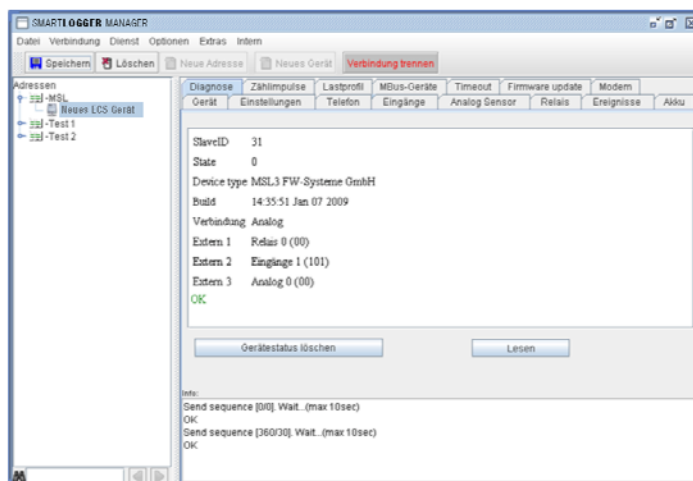 SMARTLOGGER MANAGER
Datei Verbindung Dienst Optionen Extras Intern
Speichern Löschen Neue Adresse Neues Gerät Verbindung trennen
Adressen
MSL
Neues LCS Gerät
Test 1
Test 2
Diagnose Zählimpulse Lastprofil MBus-Geräte Timeout Firmware update Modem
Gerät Einstellungen Telefon Eingänge Analog Sensor Relais Ereignisse Akku
SlaveID 31
State 0
Device type MSL3 FW-Systeme GmbH
Build 14:35:51 Jan 07 2009
Verbindung Analog
Extern 1 Relais 0 (00)
Extern 2 Eingänge 1 (101)
Extern 3 Analog 0 (00)
OK
Gerätestatus löschen Lesen
Info:
Send sequence [0/0]. Wait...(max 10sec)
OK
Send sequence [360/30]. Wait...(max 10sec)
OK